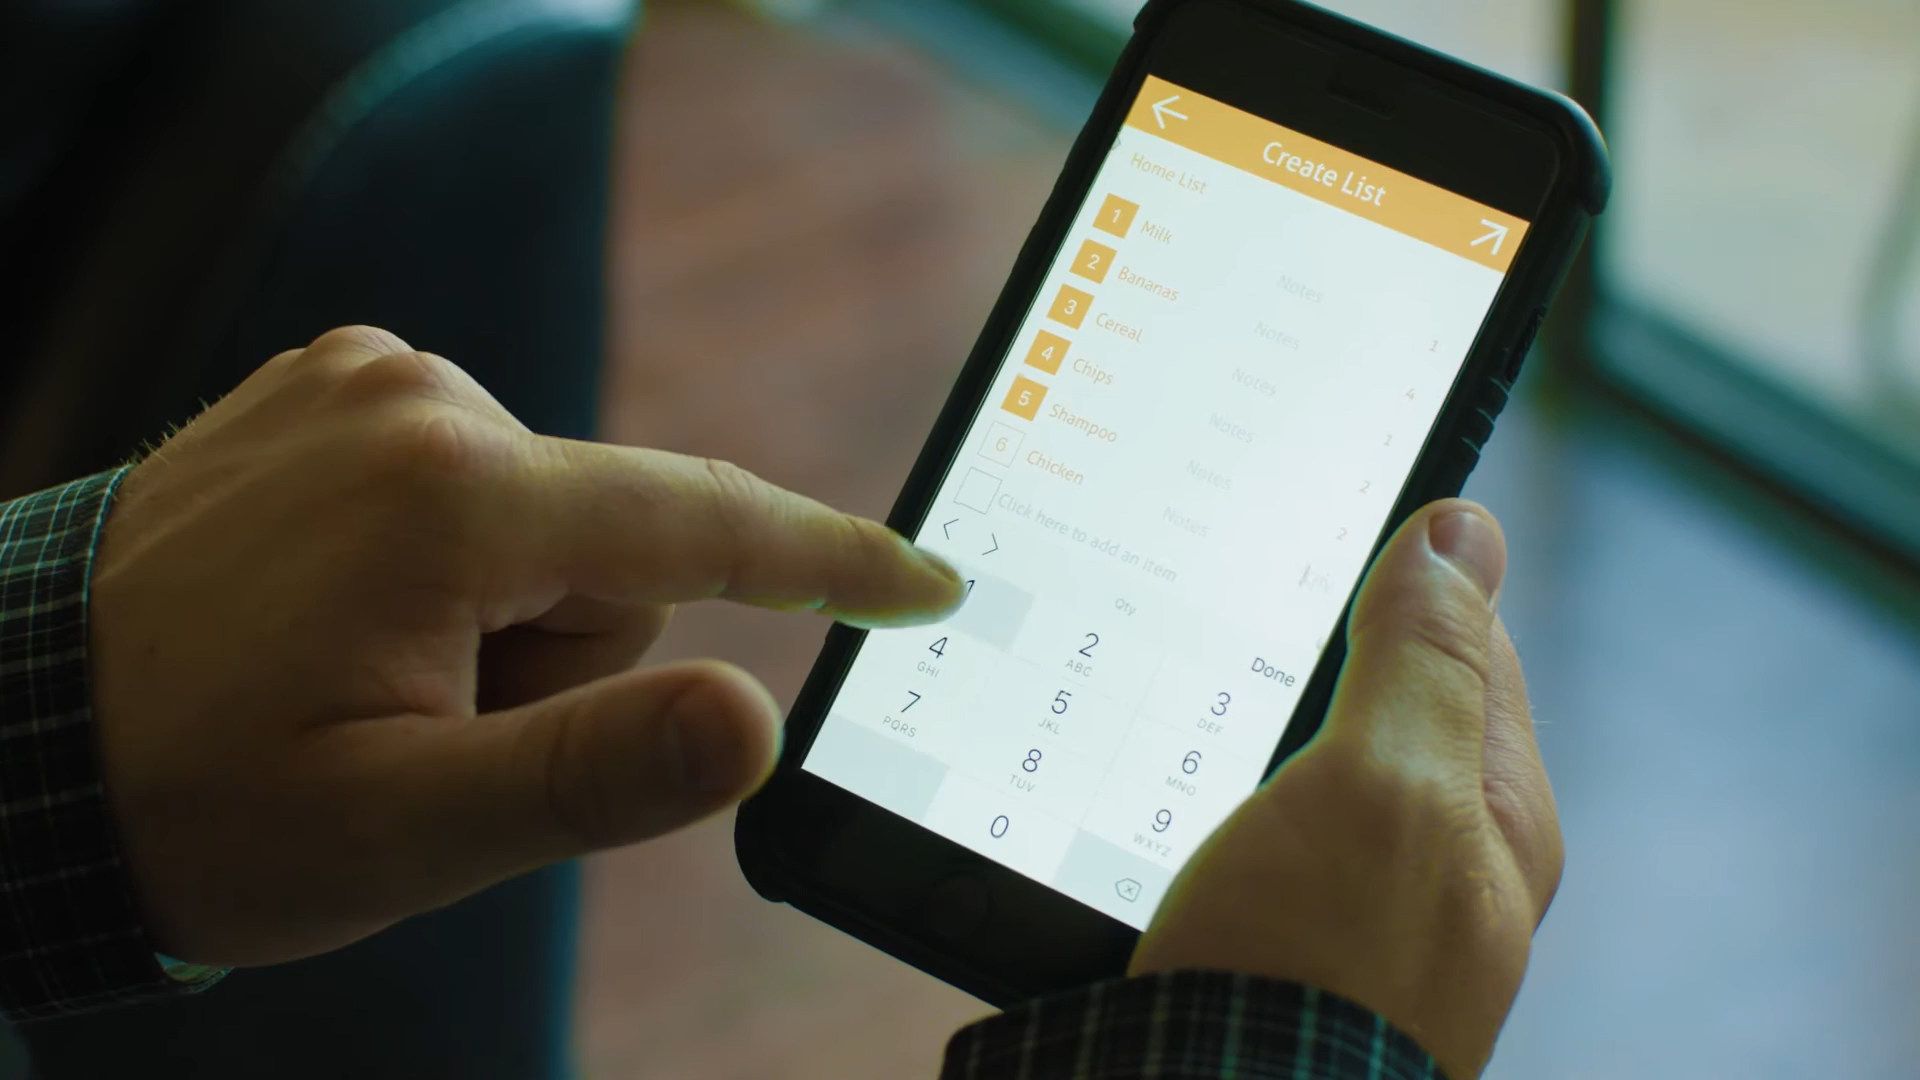 Create List
Home List
1 Milk Notes 1
2 Bananas Notes 4
3 Cereal Notes 1
4 Chips Notes 2
5 Shampoo Notes 2
6 Chicken Notes
Click here to add an item
Qty Done
1 2 3
ABC DEF
4 5 6
GHI JKL MNO
7 8 9
PQRS TUV WXYZ
0